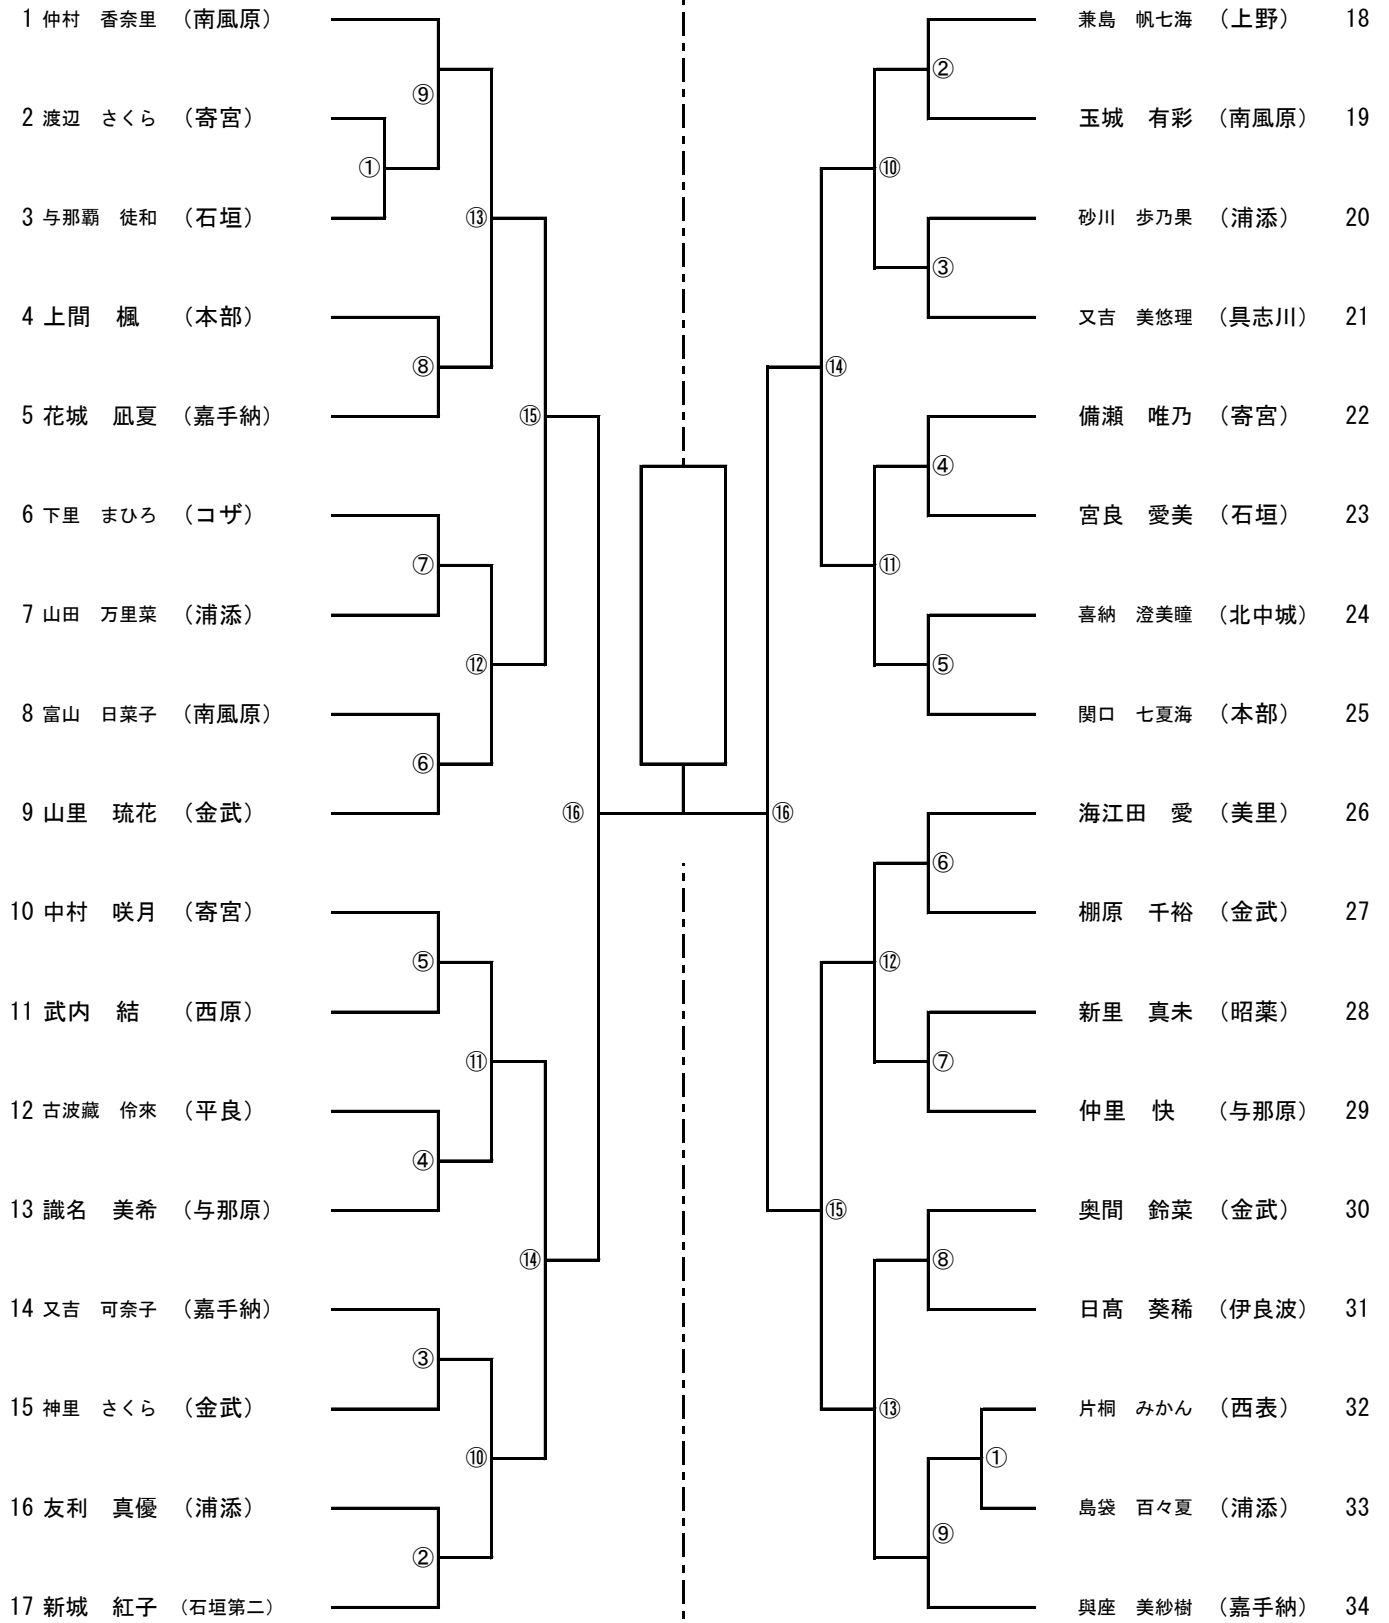 1 仲村　香奈里 （南風原）
⑨
2 渡辺　さくら （寄宮）
①
3 与那覇　徒和 （石垣）
⑬
4 上間　楓 （本部）
⑧
5 花城　凪夏 （嘉手納）
⑮
6 下里　まひろ （コザ）
⑦
7 山田　万里菜 （浦添）
⑫
8 富山　日菜子 （南風原）
⑥
9 山里　琉花 （金武）
⑯
10 中村　咲月 （寄宮）
⑤
11 武内　結 （西原）
⑪
12 古波藏　伶來 （平良）
④
13 識名　美希 （与那原）
⑭
14 又吉　可奈子 （嘉手納）
③
15 神里　さくら （金武）
⑩
16 友利　真優 （浦添）
②
17 新城　紅子 （石垣第二）
兼島　帆七海 （上野） 18
②
玉城　有彩 （南風原） 19
⑩
砂川　歩乃果 （浦添） 20
③
又吉　美悠理 （具志川） 21
⑭
備瀬　唯乃 （寄宮） 22
④
宮良　愛美 （石垣） 23
⑪
喜納　澄美瞳 （北中城） 24
⑤
関口　七夏海 （本部） 25
⑯
海江田　愛 （美里） 26
⑥
棚原　千裕 （金武） 27
⑫
新里　真未 （昭薬） 28
⑦
仲里　快 （与那原） 29
⑮
奥間　鈴菜 （金武） 30
⑧
日髙　葵稀 （伊良波） 31
⑬
片桐　みかん （西表） 32
①
島袋　百々夏 （浦添） 33
⑨
與座　美紗樹 （嘉手納） 34